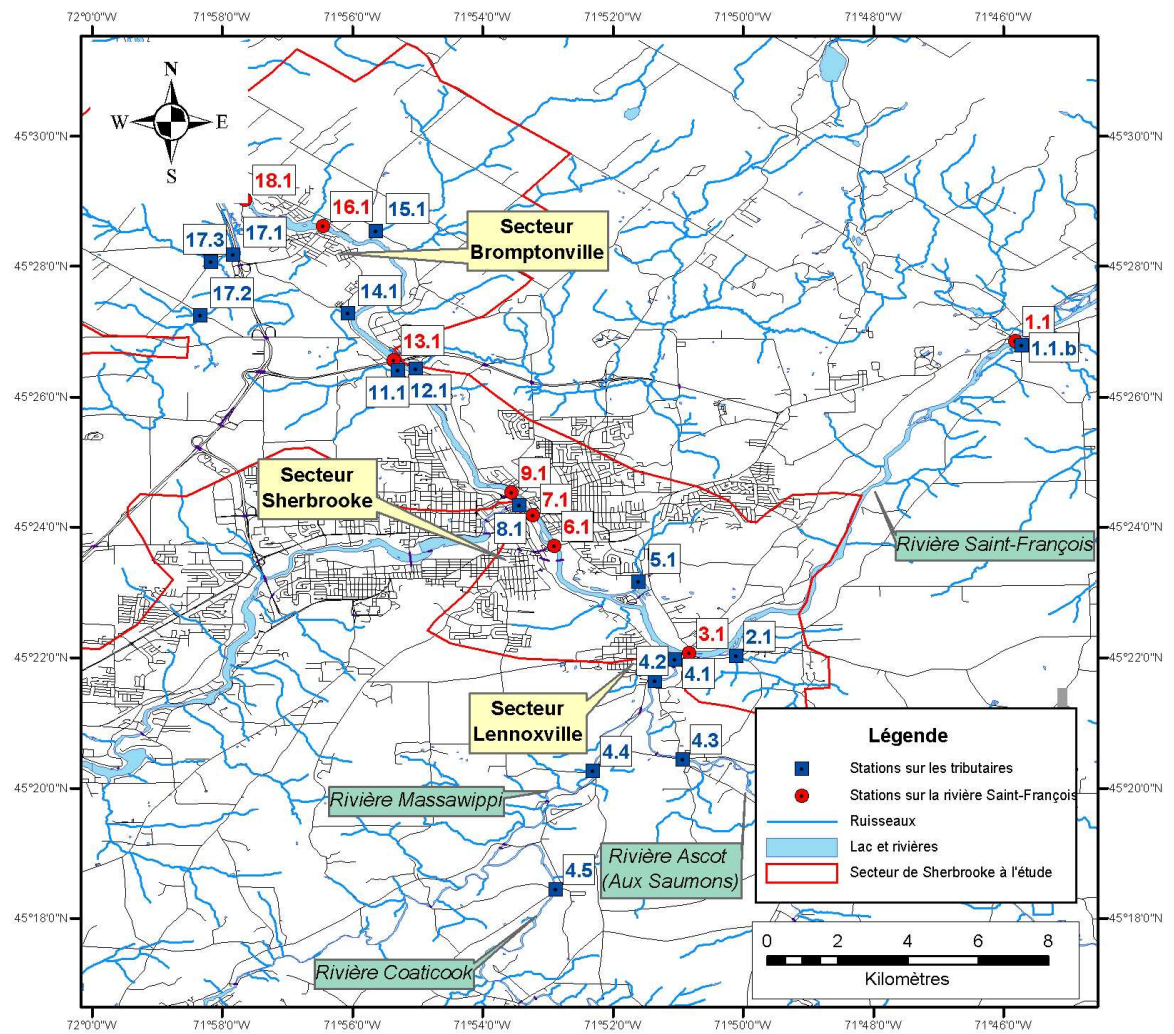 72°0'0"W 71°58'0"W 71°56'0"W 71°54'0"W 71°52'0"W 71°50'0"W 71°48'0"W 71°46'0"W
N
W E
S
45°30'0"N 45°30'0"N
18.1
16.1
15.1
Secteur
Bromptonville
17.3
17.1
45°28'0"N 45°28'0"N
17.2
14.1
1.1
13.1
1.1.b
11.1 12.1
45°26'0"N 45°26'0"N
Secteur
Sherbrooke
9.1
7.1
8.1
6.1
45°24'0"N 45°24'0"N
Rivière Saint-François
5.1
3.1
2.1
45°22'0"N 45°22'0"N
4.2
4.1
Secteur
Lennoxville
4.4
4.3
45°20'0"N 45°20'0"N
Rivière Massawippi
Rivière Ascot
(Aux Saumons)
4.5
45°18'0"N 45°18'0"N
Rivière Coaticook
Légende
Stations sur les tributaires
Stations sur la rivière Saint-François
Ruisseaux
Lac et rivières
Secteur de Sherbrooke à l'étude
0 2 4 6 8
Kilomètres
72°0'0"W 71°58'0"W 71°56'0"W 71°54'0"W 71°52'0"W 71°50'0"W 71°48'0"W 71°46'0"W